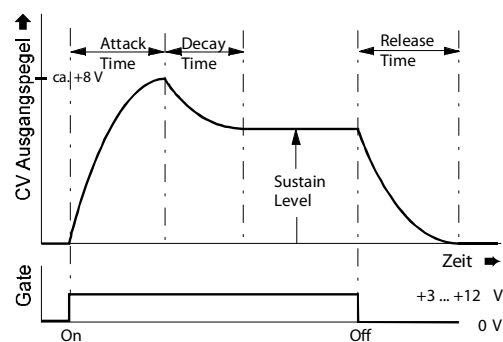 CV Ausgangspegel
Attack
Time
Decay
Time
Release
Time
ca. +8 V
Sustain
Level
Zeit
Gate
+3 ... +12 V
0 V
On
Off